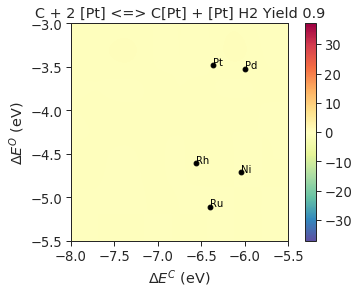 C + 2 [Pt] <=> C[Pt] + [Pt] H2 Yield 0.9
−3.0
−3.5
−4.0
−4.5
−5.0
−5.5
ΔE^O (eV)
Pt
Pd
Rh
Ni
Ru
−8.0 −7.5 −7.0 −6.5 −6.0 −5.5
ΔE^C (eV)
30
20
10
0
−10
−20
−30